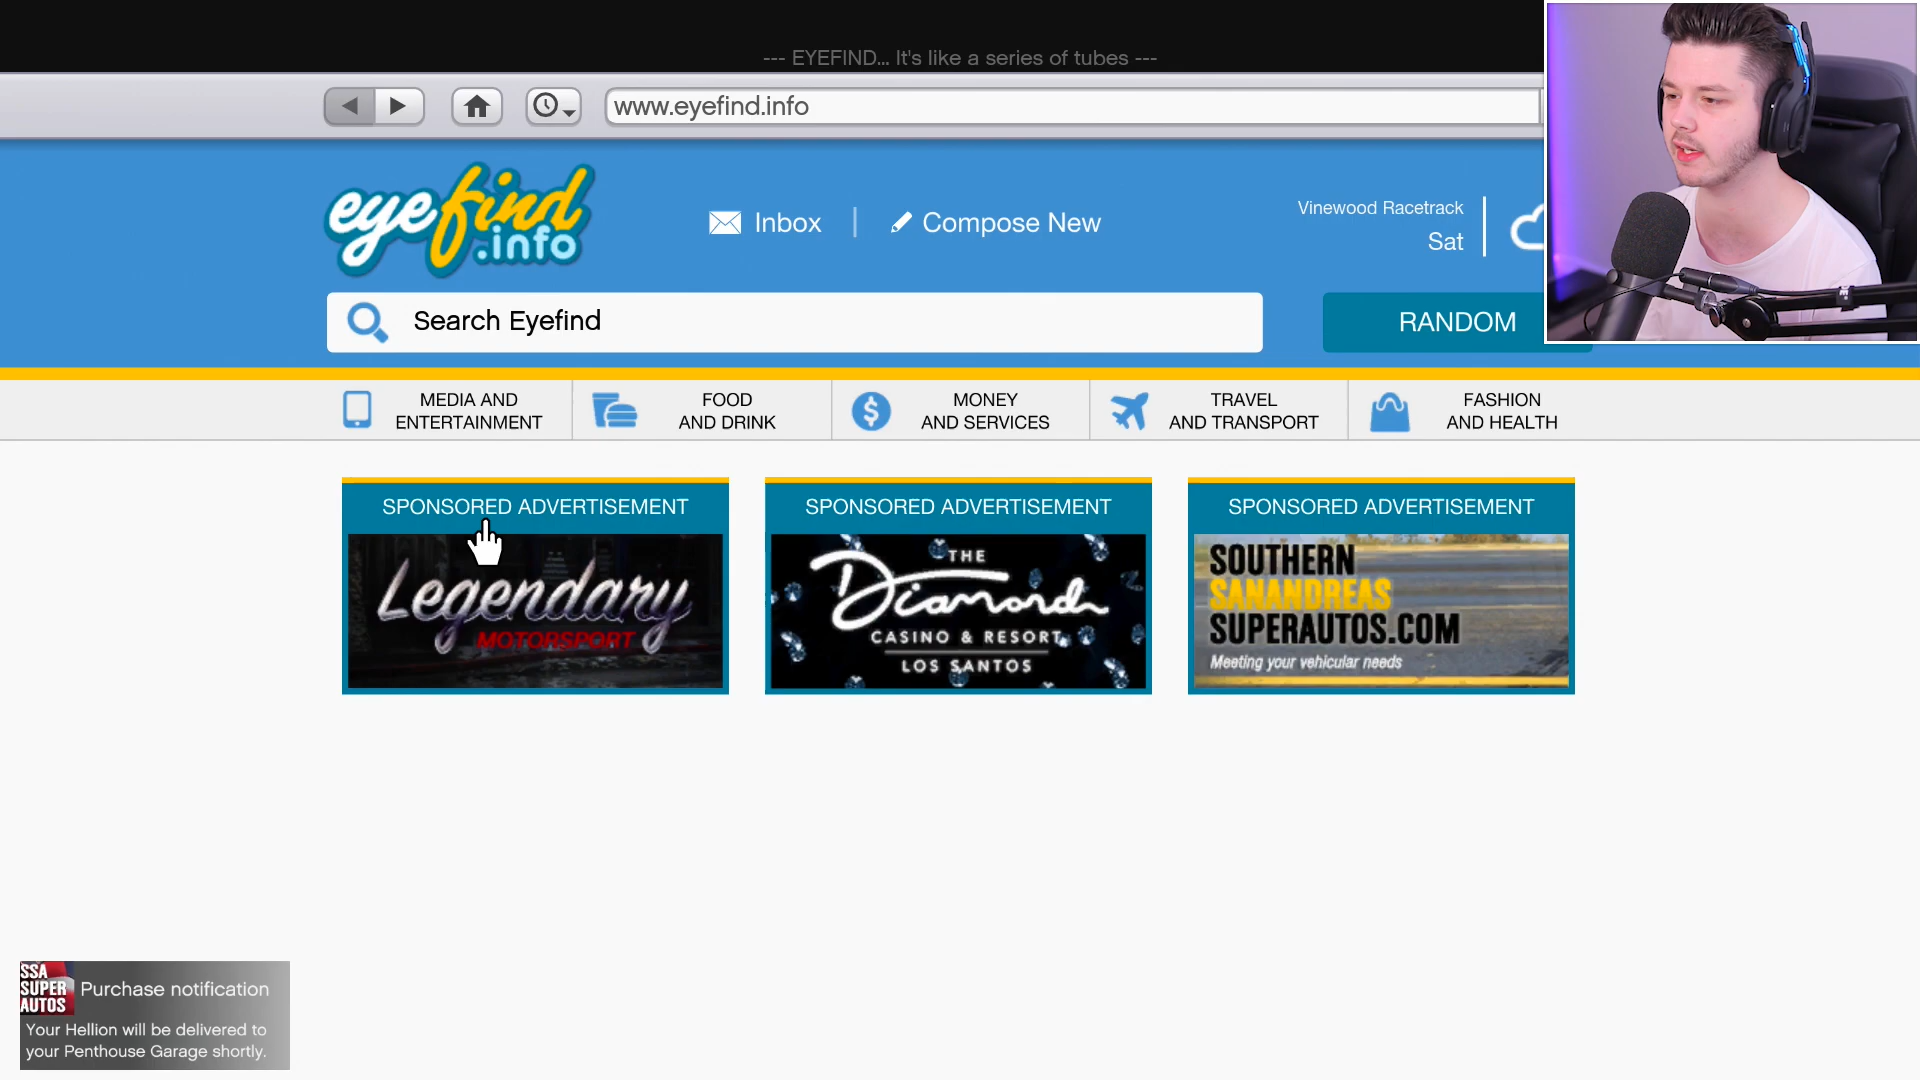 --- EYEFIND... It's like a series of tubes ---
www.eyefind.info
eyefind
.info
Inbox
Compose New
Vinewood Racetrack
Sat
Search Eyefind
RANDOM
MEDIA AND
ENTERTAINMENT
FOOD
AND DRINK
MONEY
AND SERVICES
TRAVEL
AND TRANSPORT
FASHION
AND HEALTH
SPONSORED ADVERTISEMENT
Legendary
MOTORSPORT
SPONSORED ADVERTISEMENT
THE
Diamond
CASINO & RESORT
LOS SANTOS
SPONSORED ADVERTISEMENT
SOUTHERN
SANANDREAS
SUPERAUTOS.COM
Meeting your vehicular needs
SSA
SUPER
AUTOS
Purchase notification
Your Hellion will be delivered to
your Penthouse Garage shortly.